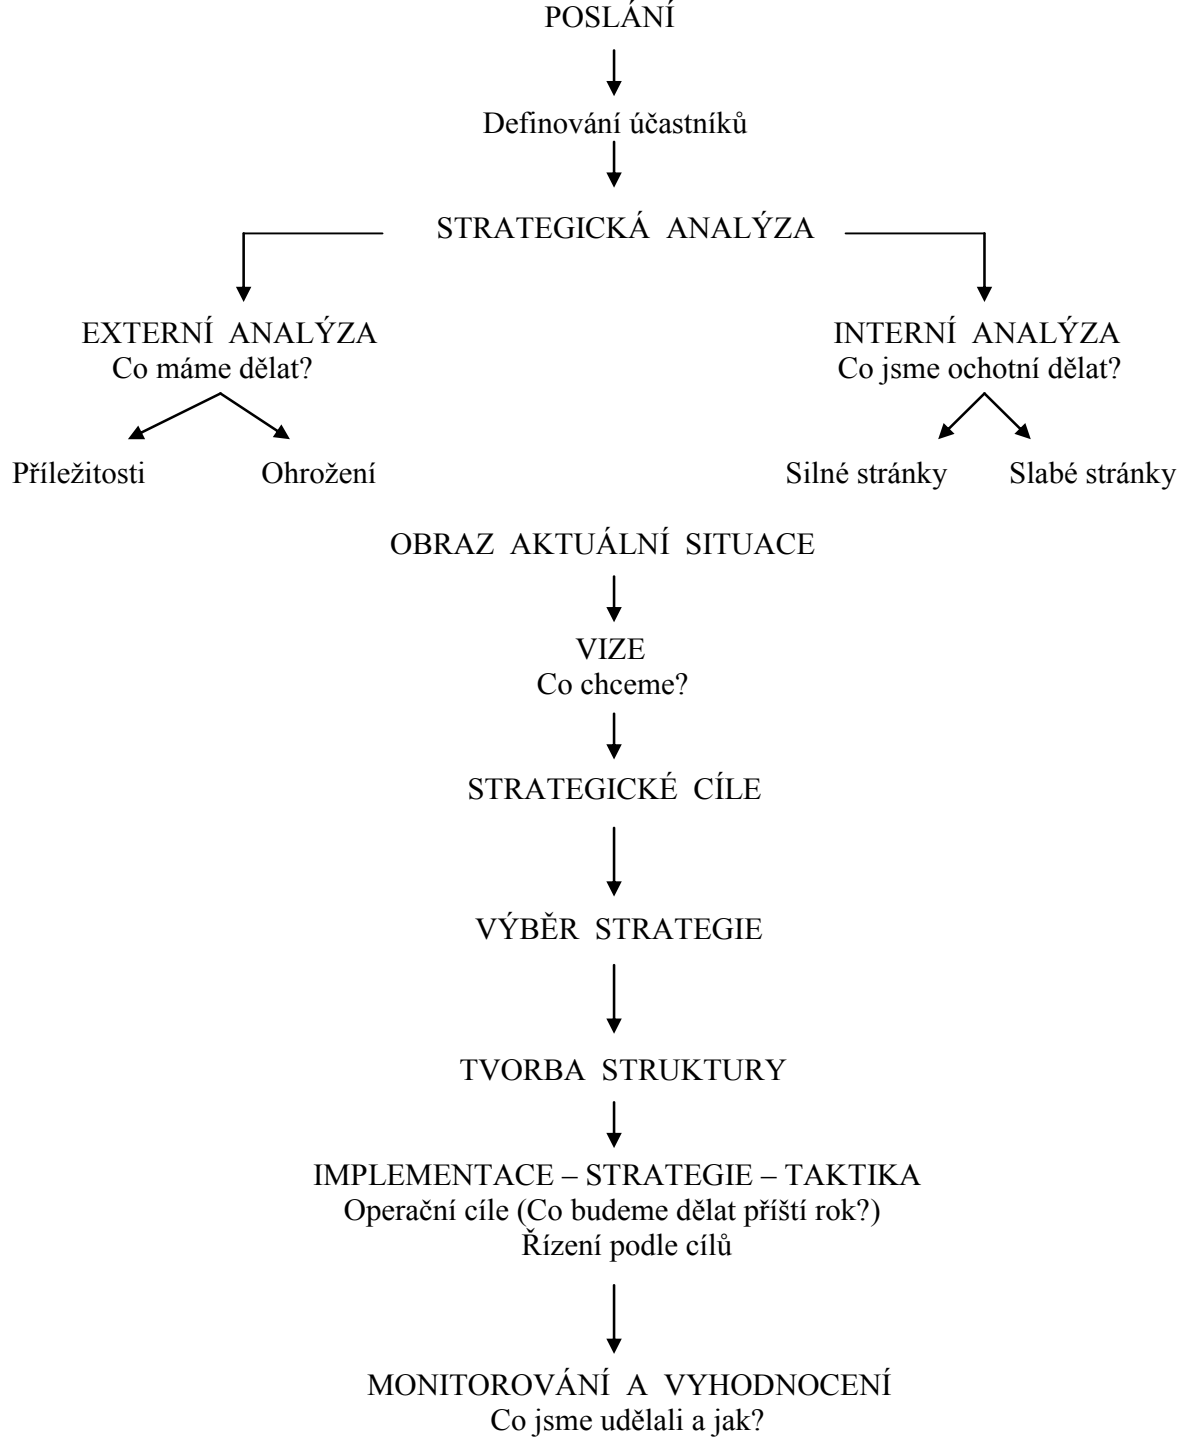 POSLÁNÍ
Definování účastníků
STRATEGICKÁ ANALÝZA
EXTERNÍ ANALÝZA
Co máme dělat?
INTERNÍ ANALÝZA
Co jsme ochotní dělat?
Příležitosti
Ohrožení
Silné stránky
Slabé stránky
OBRAZ AKTUÁLNÍ SITUACE
VIZE
Co chceme?
STRATEGICKÉ CÍLE
VÝBĚR STRATEGIE
TVORBA STRUKTURY
IMPLEMENTACE – STRATEGIE – TAKTIKA
Operační cíle (Co budeme dělat příští rok?)
Řízení podle cílů
MONITOROVÁNÍ A VYHODNOCENÍ
Co jsme udělali a jak?